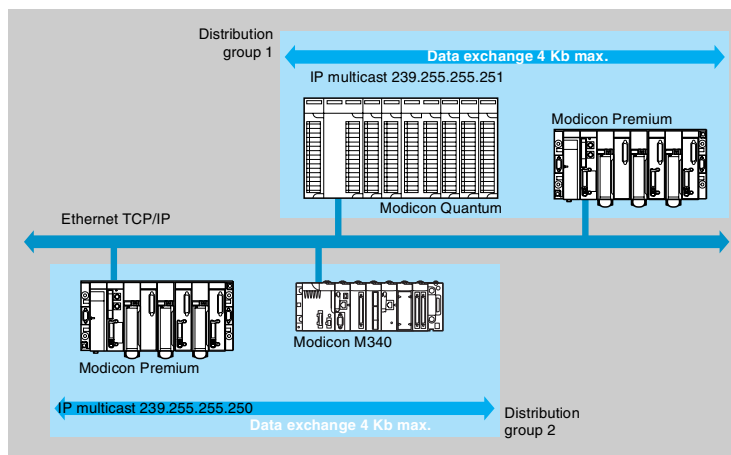 Distribution
group 1
Data exchange 4 Kb max.
IP multicast 239.255.255.251
Modicon Premium
Modicon Quantum
Ethernet TCP/IP
Modicon Premium
Modicon M340
IP multicast 239.255.255.250
Data exchange 4 Kb max.
Distribution
group 2